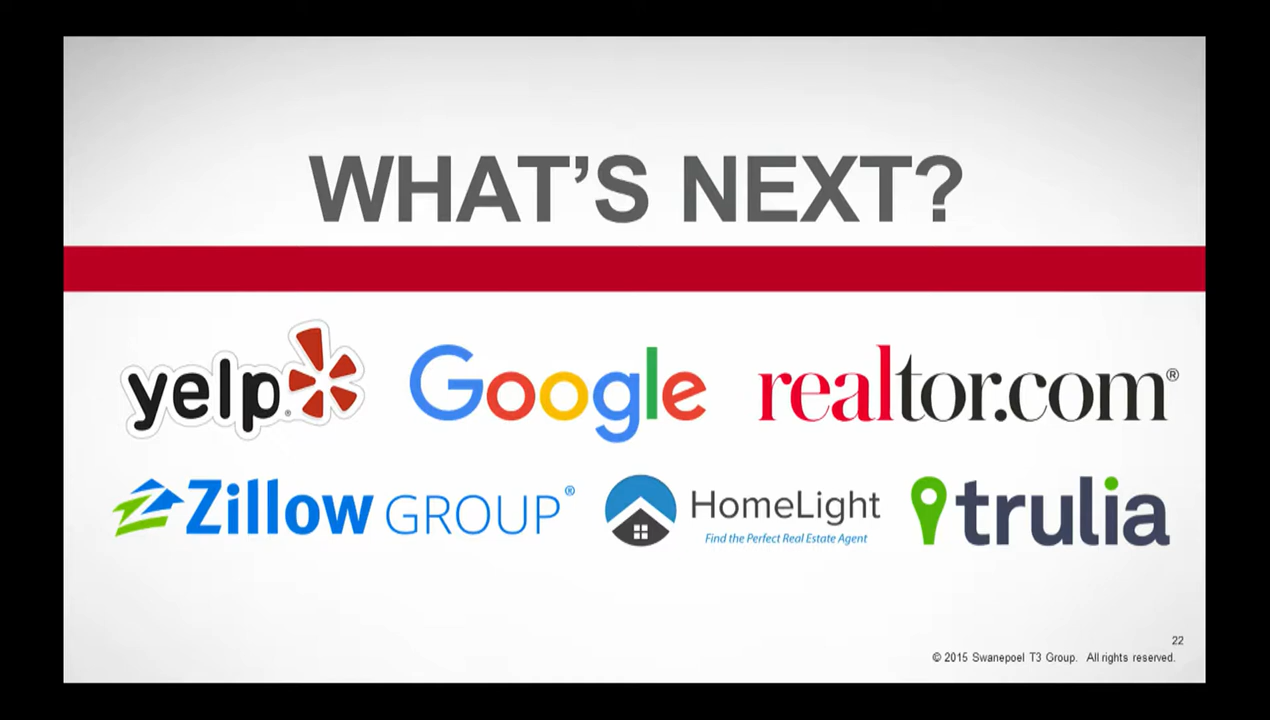 WHAT'S NEXT?
yelp®
Google
realtor.com®
Zillow GROUP®
HomeLight
Find the Perfect Real Estate Agent
trulia
22
© 2015 Swanepoel T3 Group. All rights reserved.